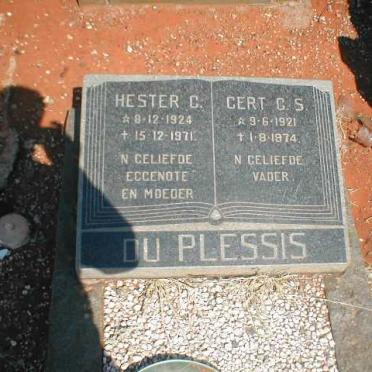 HESTER C.
☆ 8-12-1924
✝ 15-12-1971
N GELIEFDE
EGGENOTE
EN MOEDER
GERT C.S.
☆ 9-6-1921
✝ 1-8-1974
N GELIEFDE
VADER
DU PLESSIS